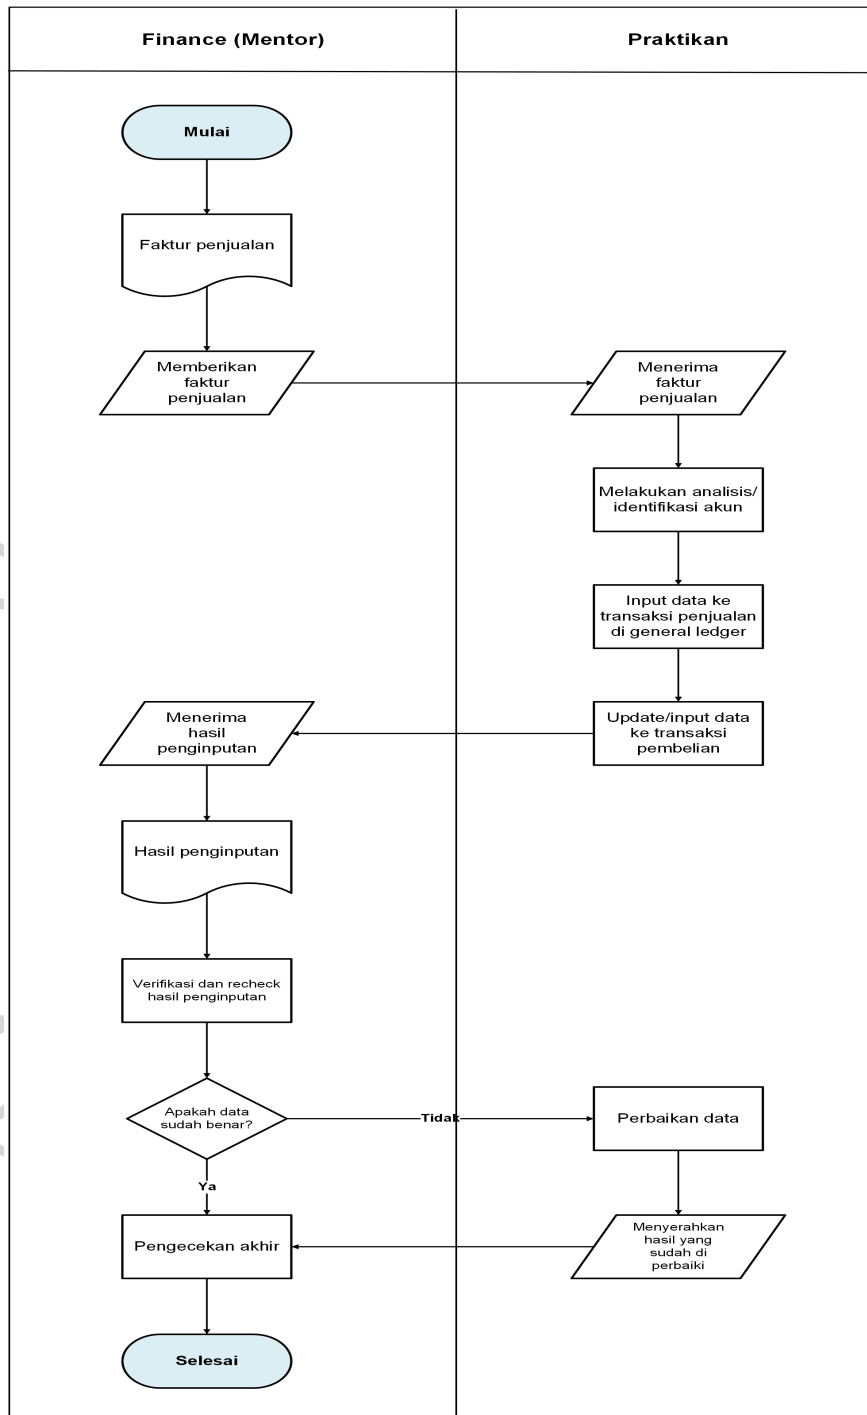 Finance (Mentor)
Praktikan
Mulai
Faktur penjualan
Memberikan
faktur
penjualan
Menerima
faktur
penjualan
Melakukan analisis/
identifikasi akun
Input data ke
transaksi penjualan
di general ledger
Update/input data
ke transaksi
pembelian
Menerima
hasil
penginputan
Hasil penginputan
Verifikasi dan recheck
hasil penginputan
Apakah data
sudah benar?
Tidak
Perbaikan data
Ya
Menyerahkan
hasil yang
sudah di
perbaiki
Pengecekan akhir
Selesai